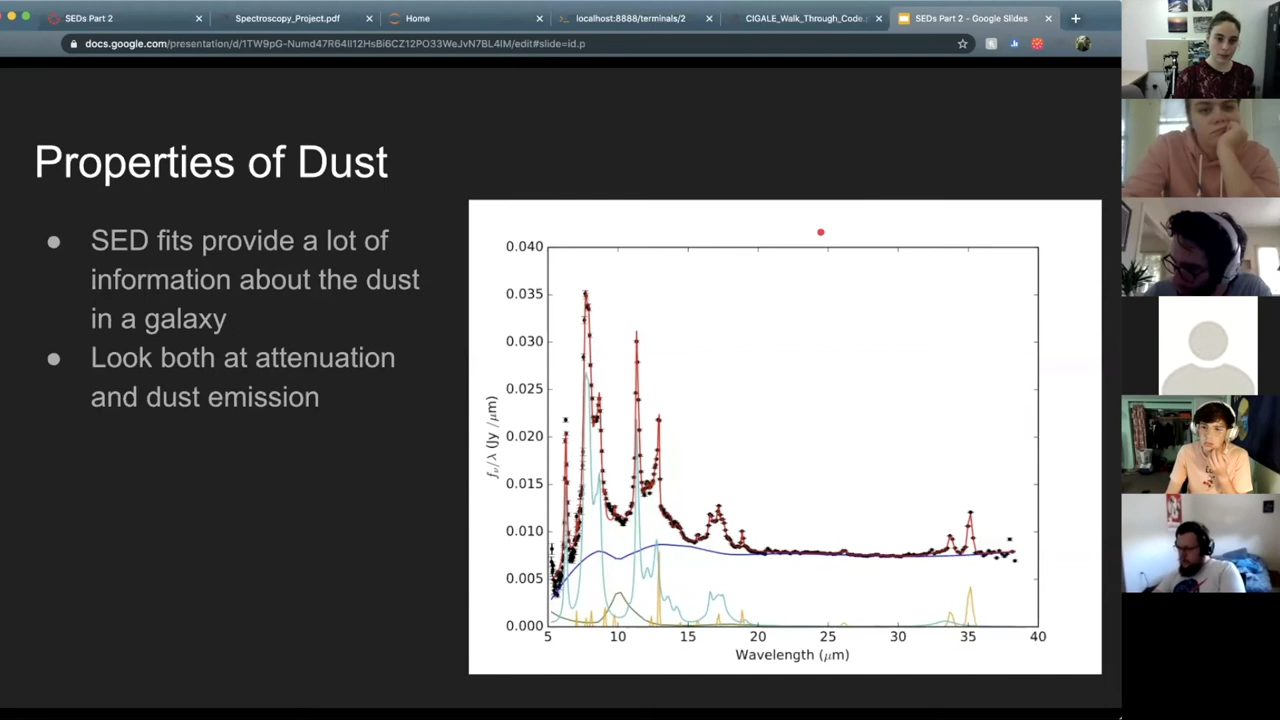 SEDs Part 2
Spectroscopy_Project.pdf
Home
localhost:8888/terminals/2
CIGALE_Walk_Through_Code.
SEDs Part 2 - Google Slides
Properties of Dust
● SED fits provide a lot of
information about the dust
in a galaxy
● Look both at attenuation
and dust emission
0.040
0.035
0.030
0.025
0.020
0.015
0.010
0.005
0.000
fν/λ (Jy /μm)
5 10 15 20 25 30 35 40
Wavelength (μm)